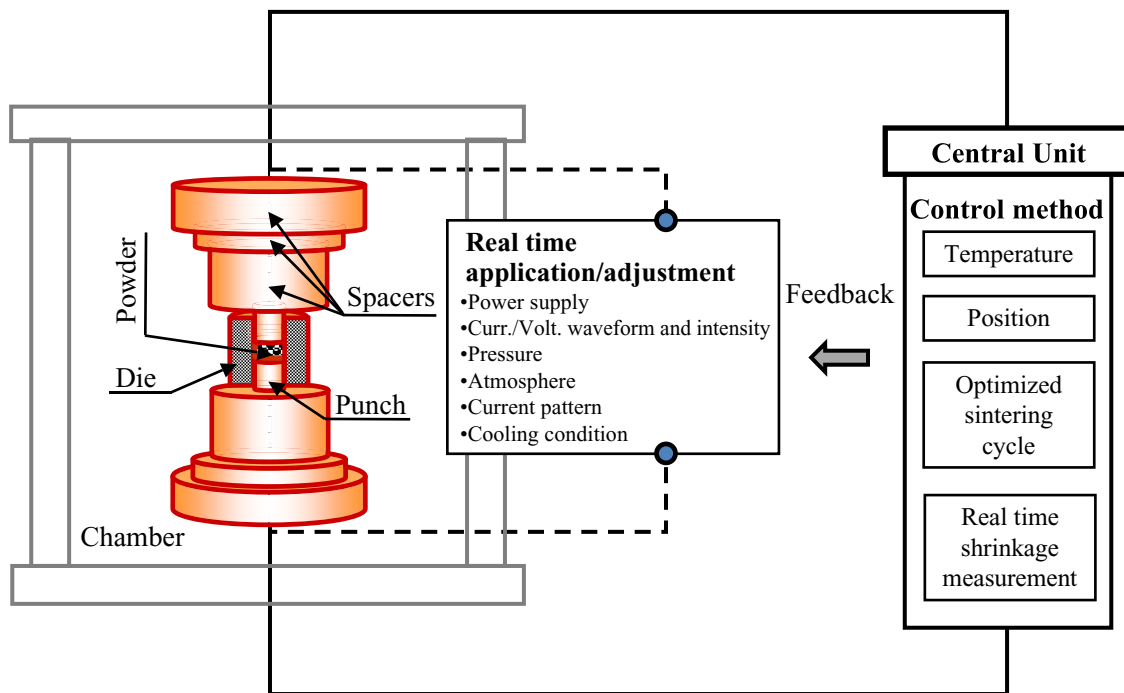 Powder
Die
Spacers
Punch
Chamber
Real time
application/adjustment
•Power supply
•Curr./Volt. waveform and intensity
•Pressure
•Atmosphere
•Current pattern
•Cooling condition
Feedback
Central Unit
Control method
Temperature
Position
Optimized
sintering
cycle
Real time
shrinkage
measurement